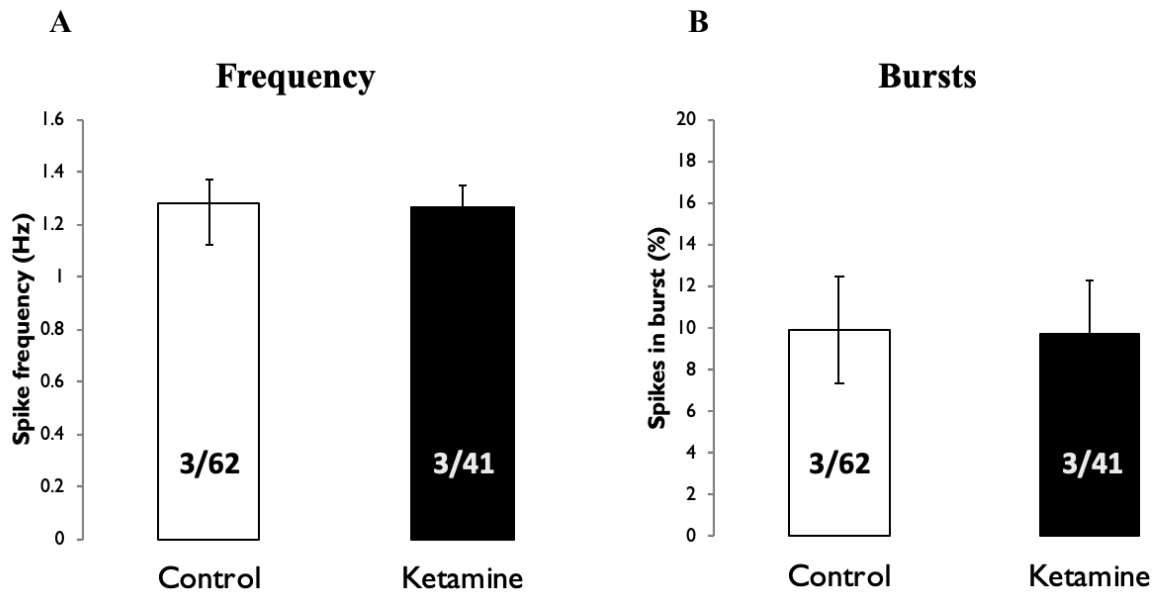 A
Frequency
Spike frequency (Hz)
1.6
1.4
1.2
1
0.8
0.6
0.4
0.2
0
3/62
3/41
Control
Ketamine
B
Bursts
Spikes in burst (%)
20
18
16
14
12
10
8
6
4
2
0
3/62
3/41
Control
Ketamine